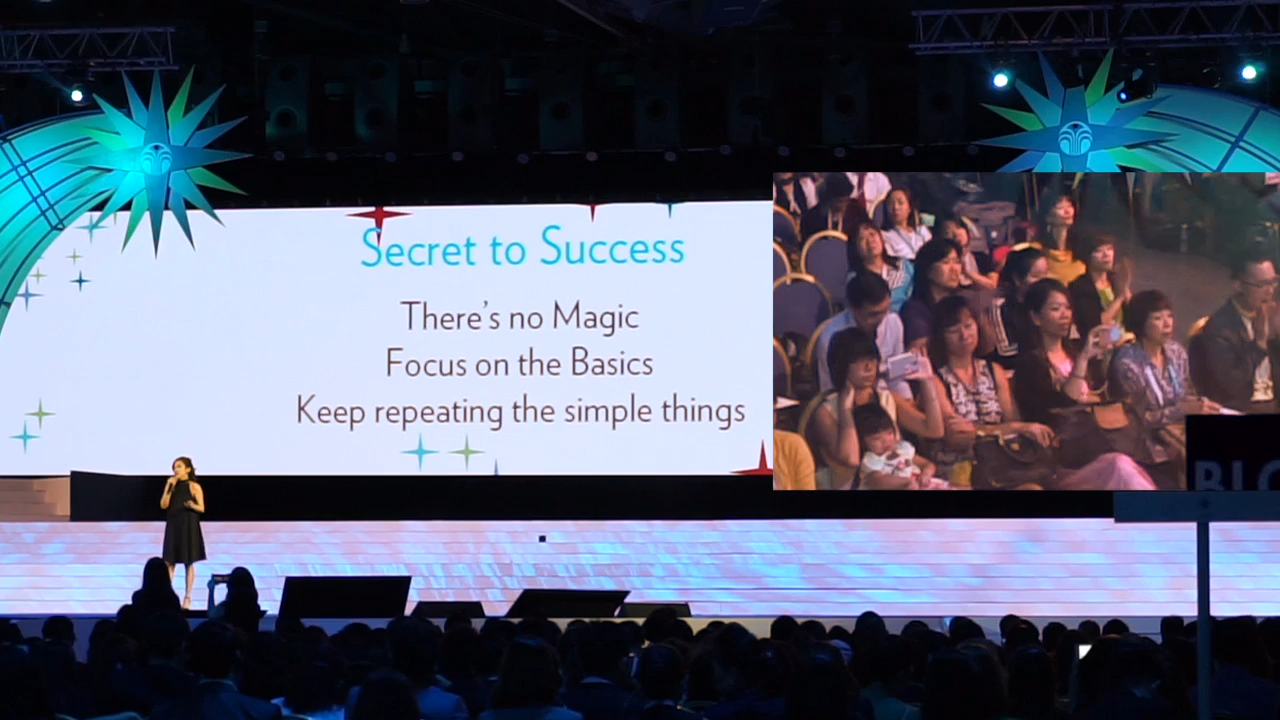 Secret to Success
There's no Magic
Focus on the Basics
Keep repeating the simple things